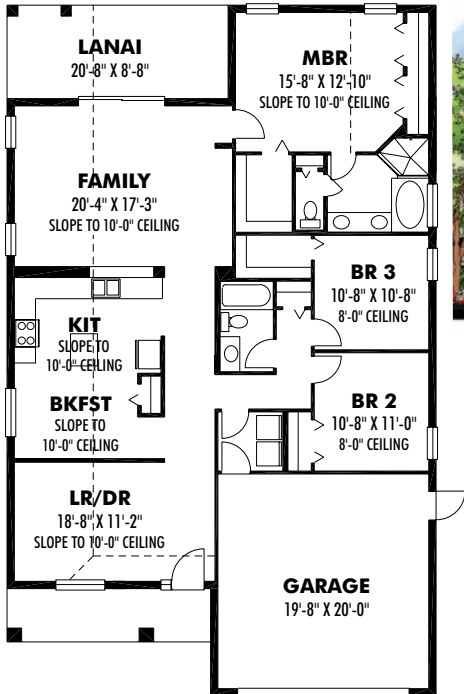 LANAI
20'-8" X 8'-8"
MBR
15'-8" X 12'-10"
SLOPE TO 10'-0" CEILING
FAMILY
20'-4" X 17'-3"
SLOPE TO 10'-0" CEILING
BR 3
10'-8" X 10'-8"
8'-0" CEILING
KIT
SLOPE TO
10'-0" CEILING
BKFST
SLOPE TO
10'-0" CEILING
BR 2
10'-8" X 11'-0"
8'-0" CEILING
LR/DR
18'-8" X 11'-2"
SLOPE TO 10'-0" CEILING
GARAGE
19'-8" X 20'-0"